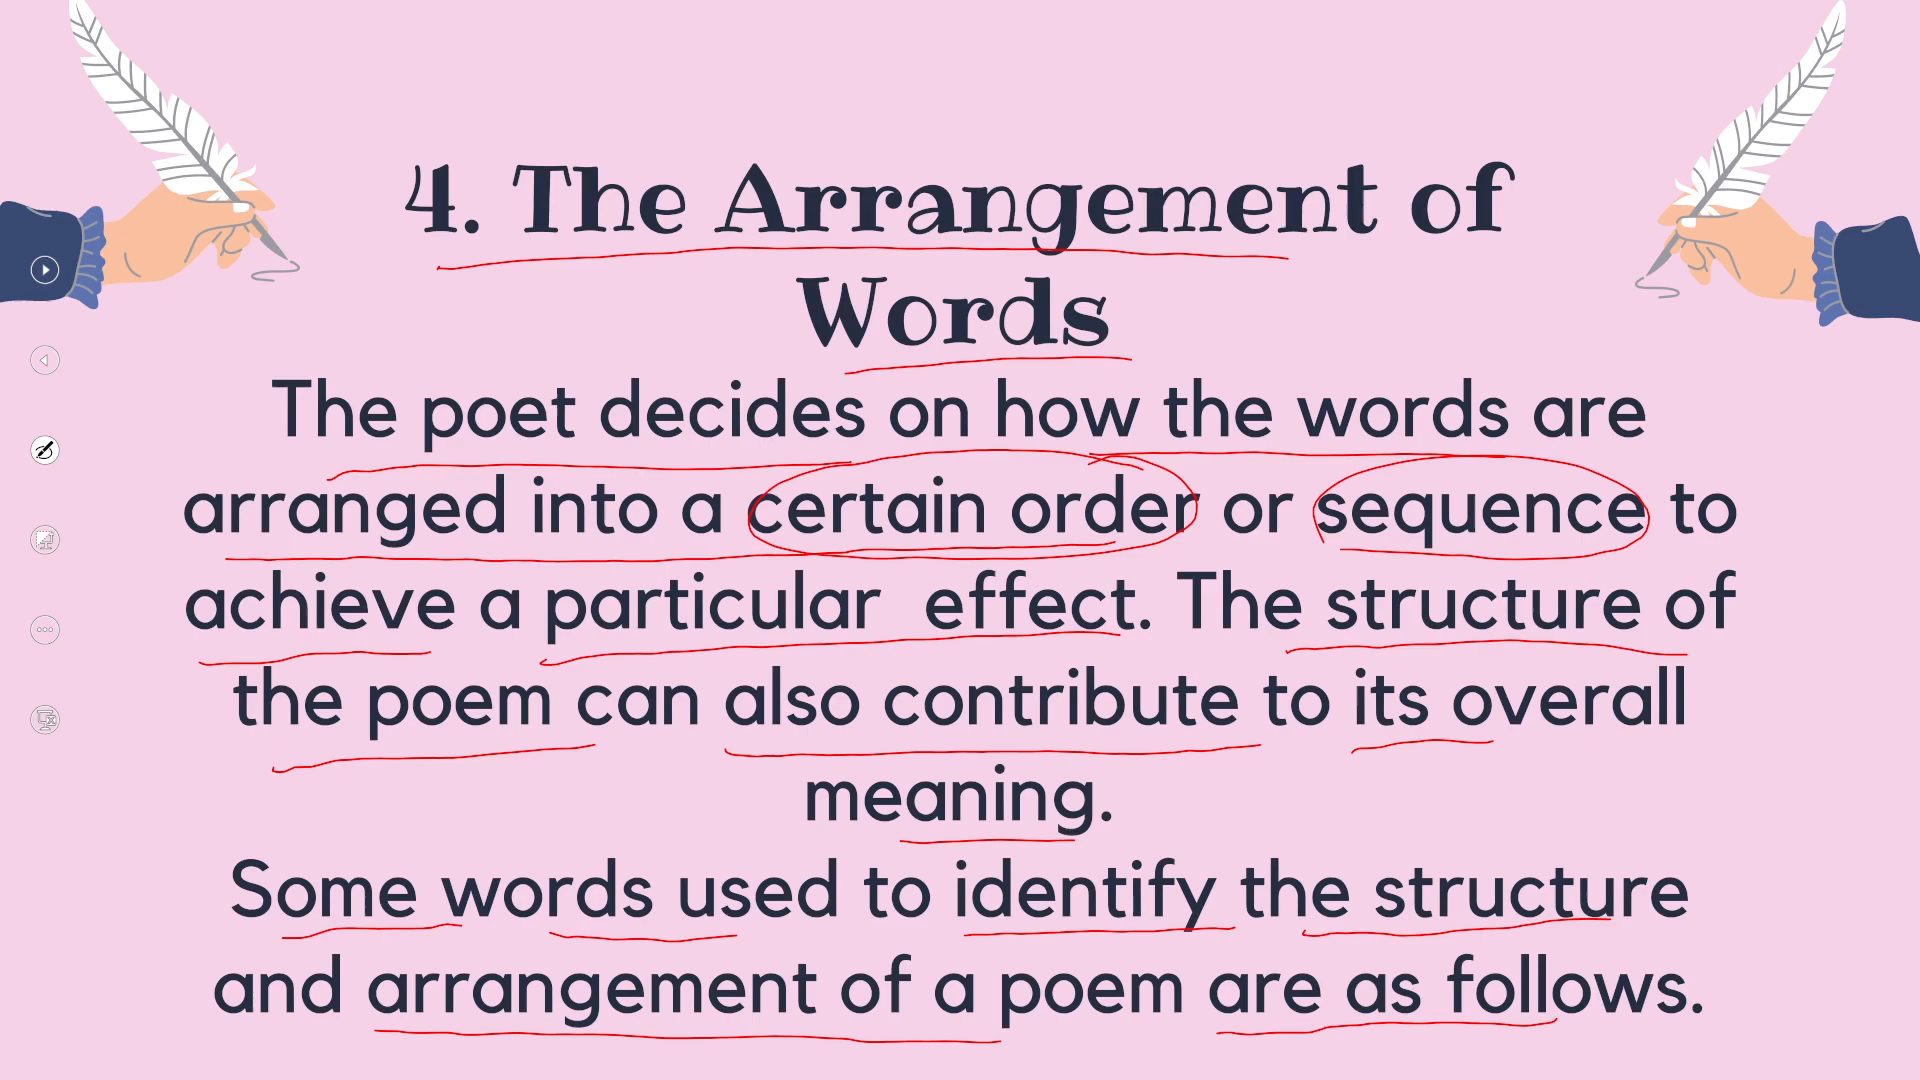 4. The Arrangement of
Words
The poet decides on how the words are
arranged into a certain order or sequence to
achieve a particular  effect. The structure of
the poem can also contribute to its overall
meaning.
Some words used to identify the structure
and arrangement of a poem are as follows.